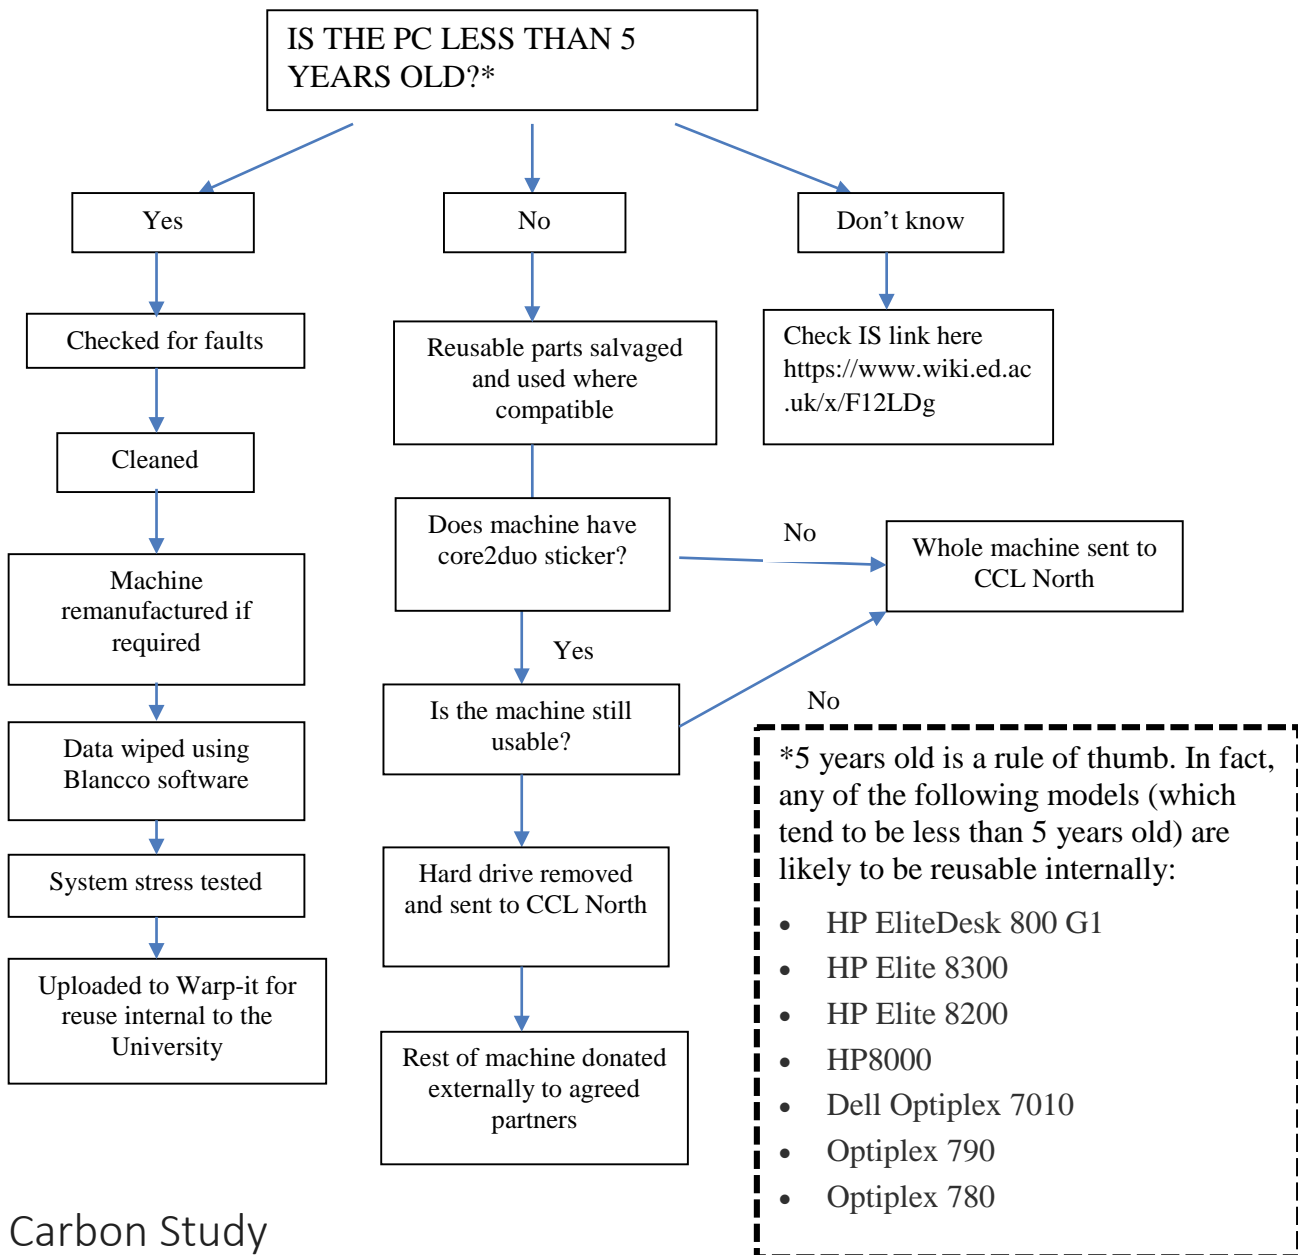 IS THE PC LESS THAN 5
YEARS OLD?*
Yes
No
Don’t know
Checked for faults
Reusable parts salvaged
and used where
compatible
Check IS link here
https://www.wiki.ed.ac
.uk/x/F12LDg
Cleaned
Does machine have
core2duo sticker?
No
Whole machine sent to
CCL North
Machine
remanufactured if
required
Yes
Is the machine still
usable?
No
Data wiped using
Blancco software
System stress tested
Hard drive removed
and sent to CCL North
Uploaded to Warp-it for
reuse internal to the
University
Rest of machine donated
externally to agreed
partners
*5 years old is a rule of thumb. In fact,
any of the following models (which
tend to be less than 5 years old) are
likely to be reusable internally:
• HP EliteDesk 800 G1
• HP Elite 8300
• HP Elite 8200
• HP8000
• Dell Optiplex 7010
• Optiplex 790
• Optiplex 780
Carbon Study